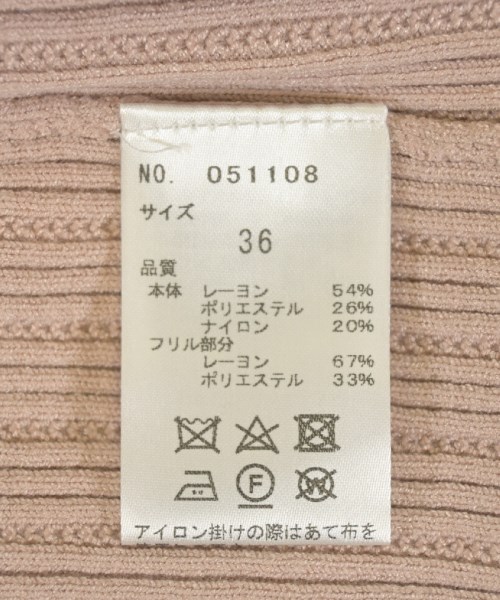 NO. 051108
サイズ
36
品質
本体 レーヨン 54%
ポリエステル 26%
ナイロン 20%
フリル部分
レーヨン 67%
ポリエステル 33%
F
W
アイロン掛けの際はあて布を